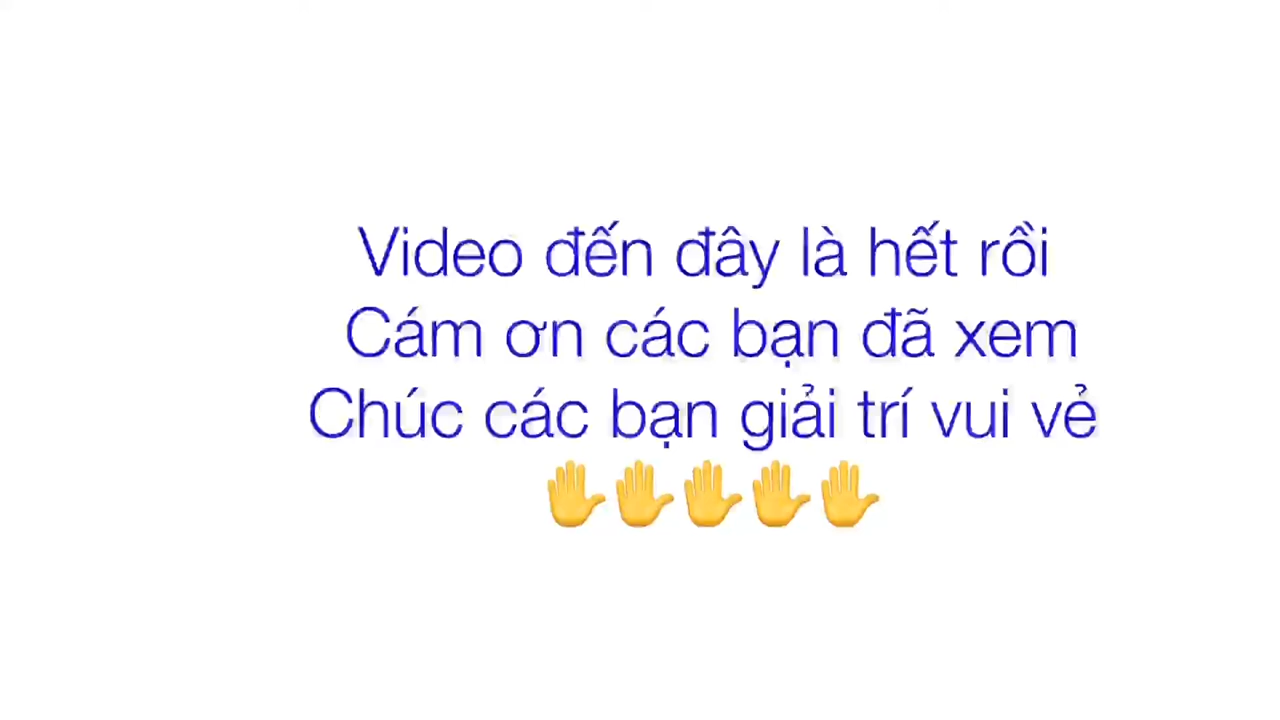 Video đến đây là hết rồi
Cám ơn các bạn đã xem
Chúc các bạn giải trí vui vẻ
✋✋✋✋✋